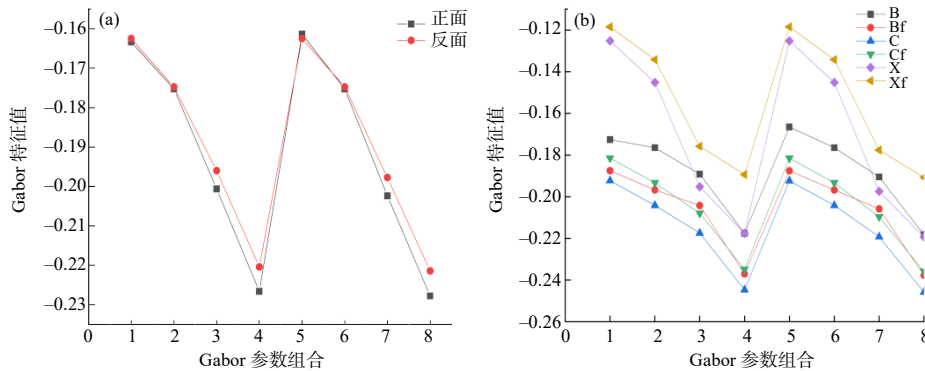 (a)
正面
反面
−0.16
−0.17
−0.18
−0.19
−0.20
−0.21
−0.22
−0.23
Gabor 特征值
0 1 2 3 4 5 6 7 8
Gabor 参数组合
(b)
B
Bf
C
Cf
X
Xf
−0.12
−0.14
−0.16
−0.18
−0.20
−0.22
−0.24
−0.26
Gabor 特征值
0 1 2 3 4 5 6 7 8
Gabor 参数组合